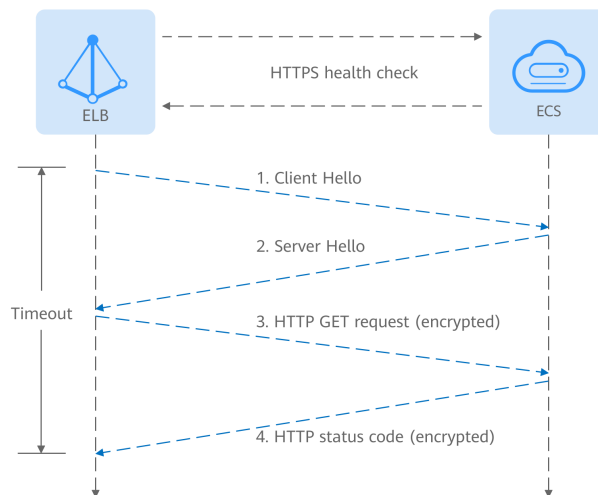 HTTPS health check
ELB
ECS
1. Client Hello
2. Server Hello
Timeout
3. HTTP GET request (encrypted)
4. HTTP status code (encrypted)